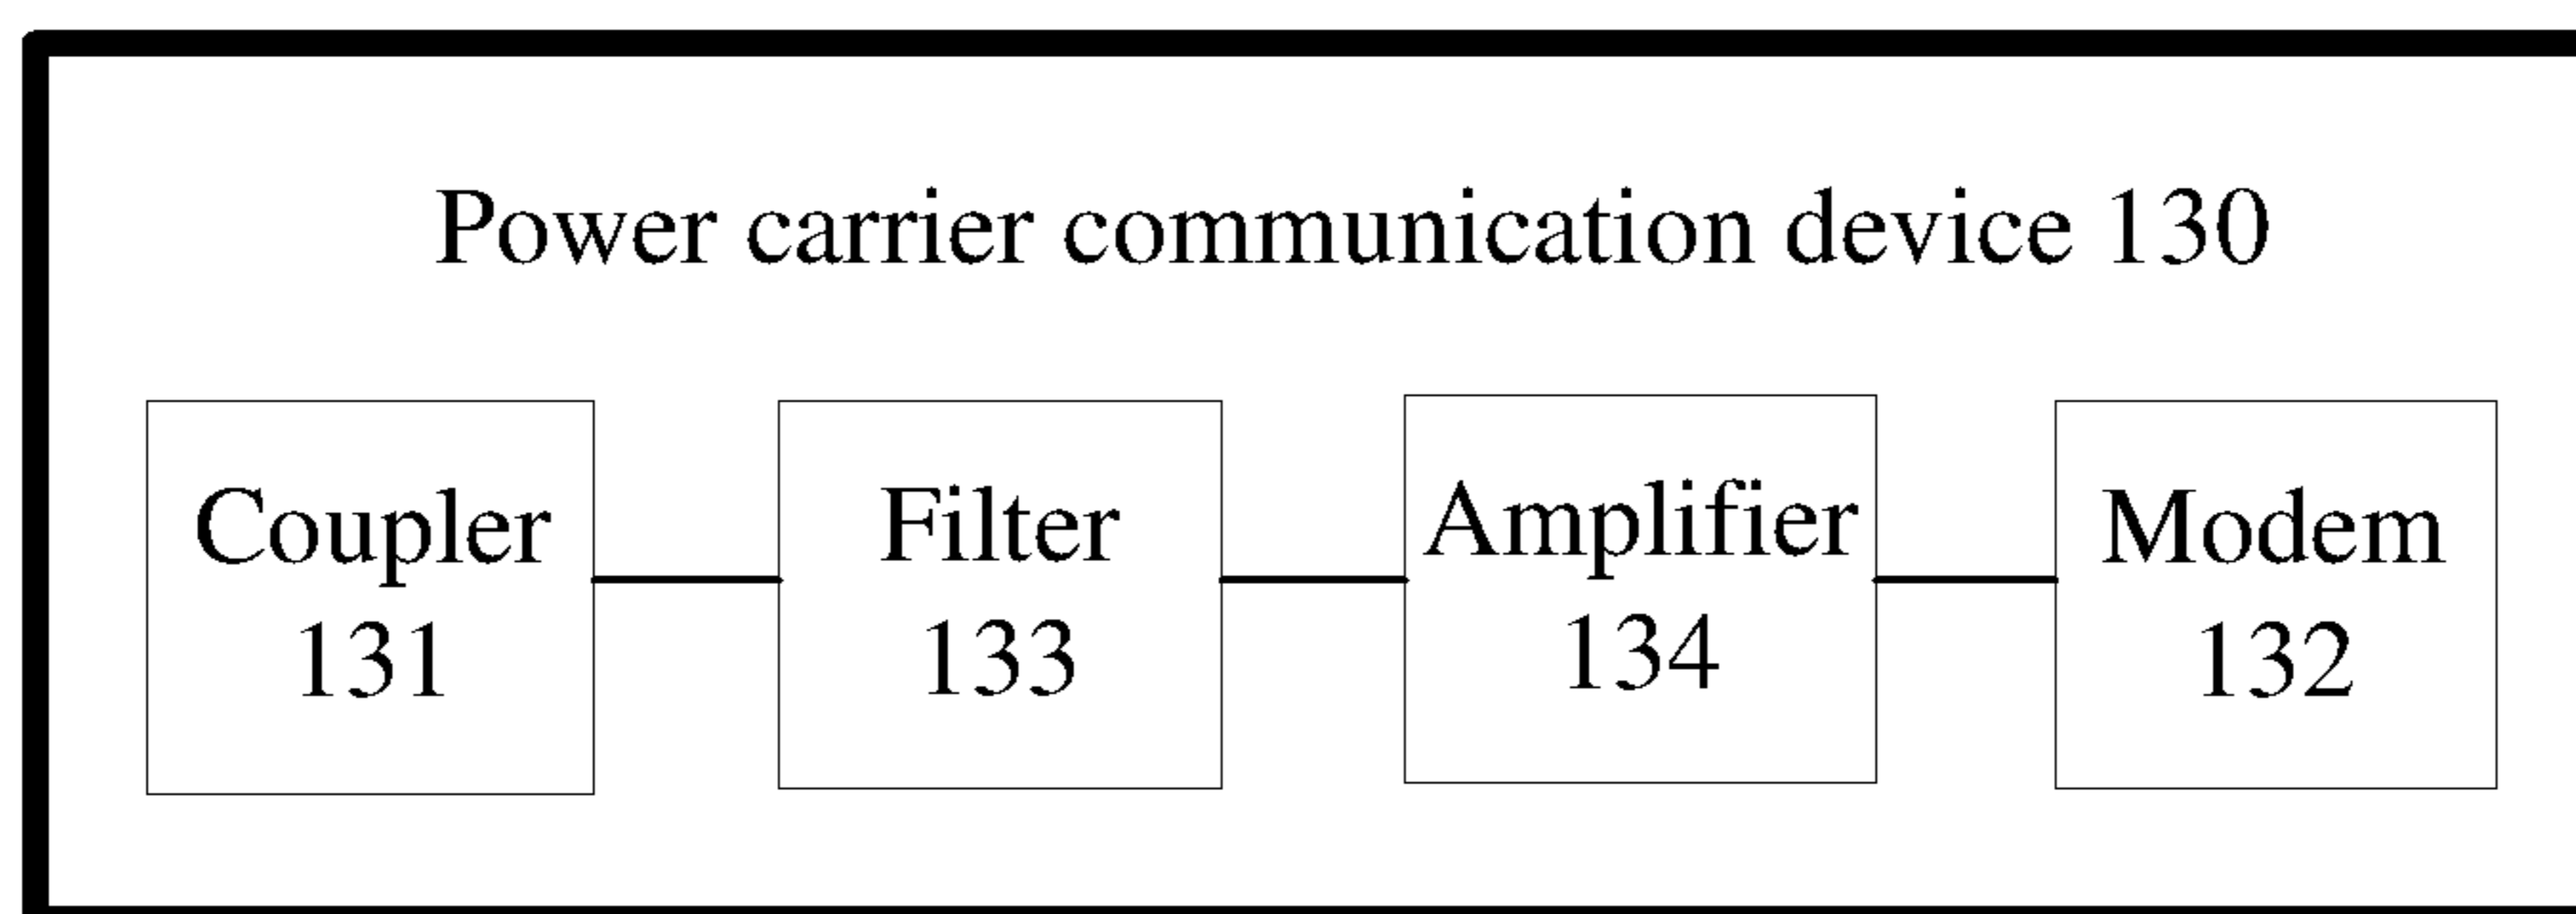 Power carrier communication device 130
Coupler
131
Filter
133
Amplifier
134
Modem
132